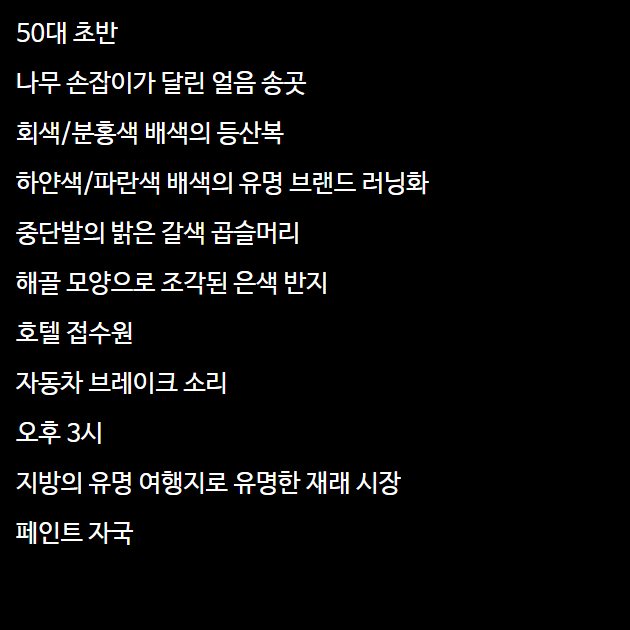 50대 초반
나무 손잡이가 달린 얼음 송곳
회색/분홍색 배색의 등산복
하얀색/파란색 배색의 유명 브랜드 러닝화
중단발의 밝은 갈색 곱슬머리
해골 모양으로 조각된 은색 반지
호텔 접수원
자동차 브레이크 소리
오후 3시
지방의 유명 여행지로 유명한 재래 시장
페인트 자국